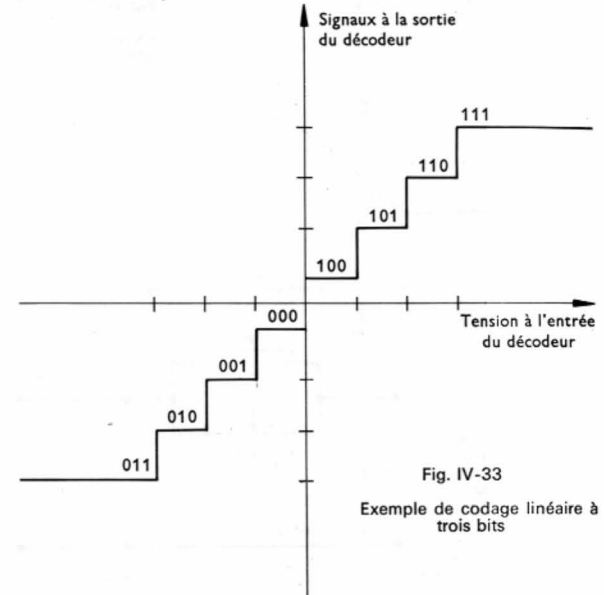 Signaux à la sortie
du décodeur
111
110
101
100
000
Tension à l'entrée
du décodeur
001
010
011
Fig. IV-33
Exemple de codage linéaire à
trois bits